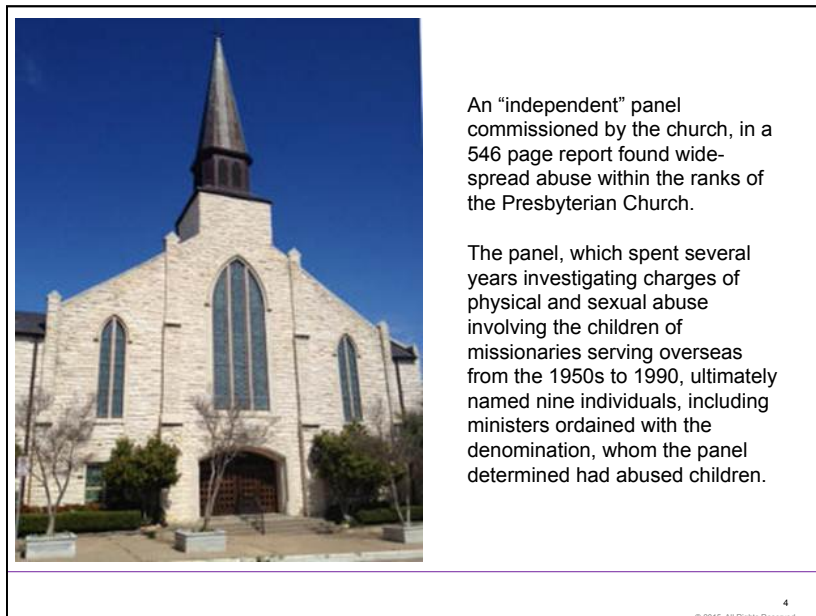 An “independent” panel
commissioned by the church, in a
546 page report found wide-
spread abuse within the ranks of
the Presbyterian Church.
The panel, which spent several
years investigating charges of
physical and sexual abuse
involving the children of
missionaries serving overseas
from the 1950s to 1990, ultimately
named nine individuals, including
ministers ordained with the
denomination, whom the panel
determined had abused children.
4